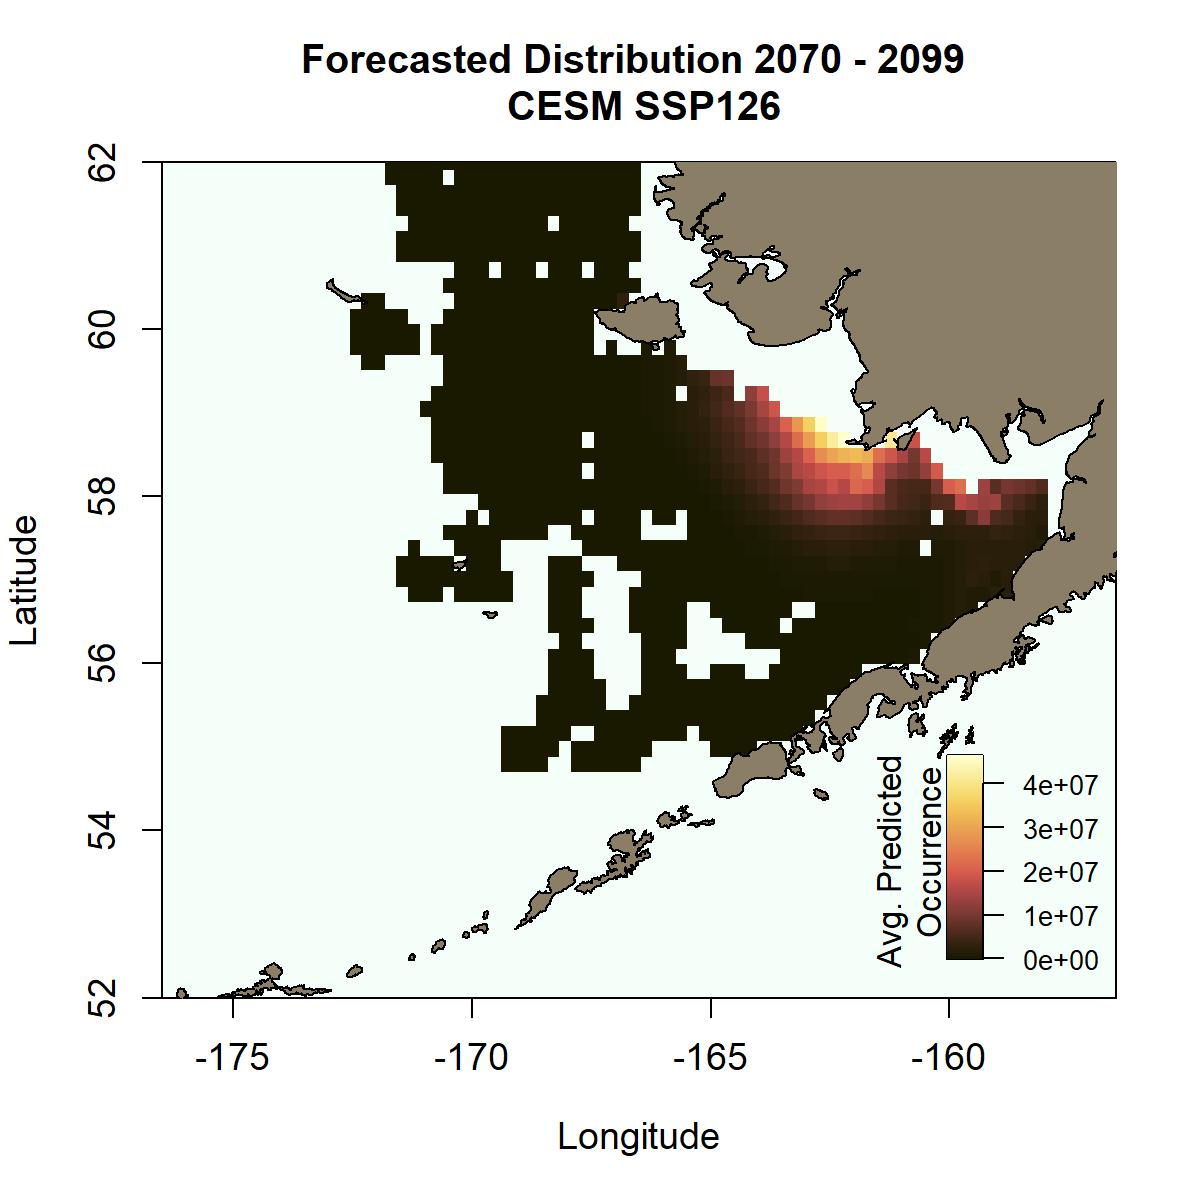 Forecasted Distribution 2070 - 2099
CESM SSP126
62
60
58
56
54
52
Latitude
-175
-170
-165
-160
Longitude
Avg. Predicted
Occurrence
4e+07
3e+07
2e+07
1e+07
0e+00